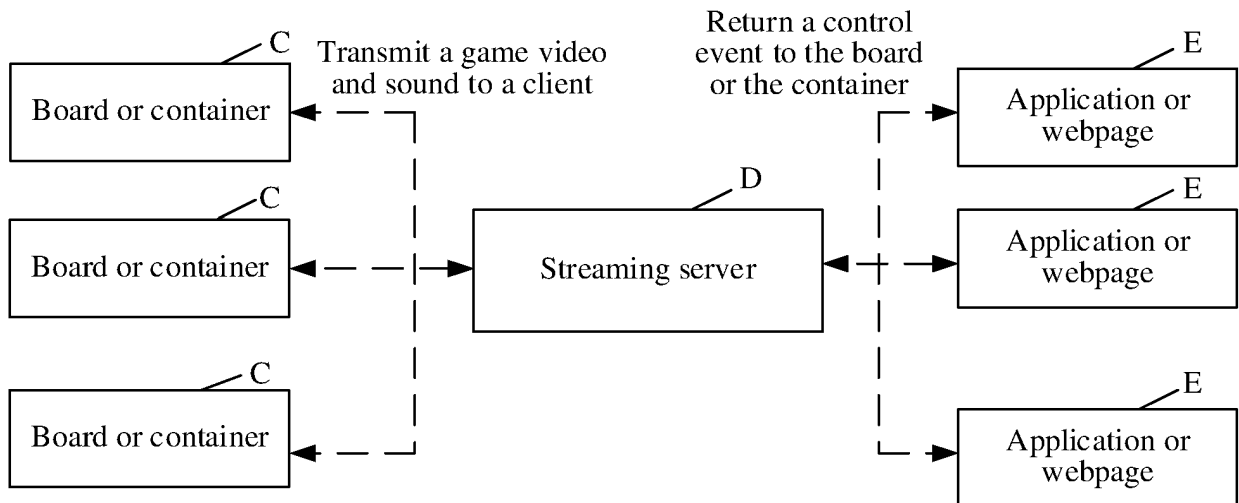 C
Transmit a game video
and sound to a client
Return a control
event to the board
or the container
E
Board or container
Application or
webpage
C
D
E
Board or container
Streaming server
Application or
webpage
C
E
Board or container
Application or
webpage